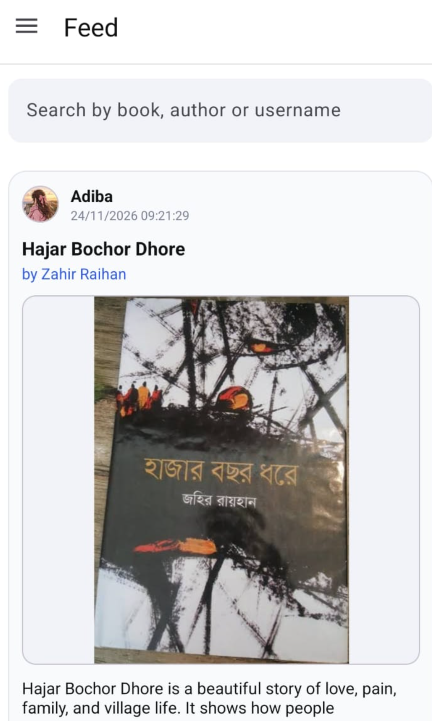 Feed
Search by book, author or username
Adiba
24/11/2026 09:21:29
Hajar Bochor Dhore
by Zahir Raihan
হাজার বছর ধরে
জহির রায়হান
Hajar Bochor Dhore is a beautiful story of love, pain,
family, and village life. It shows how people